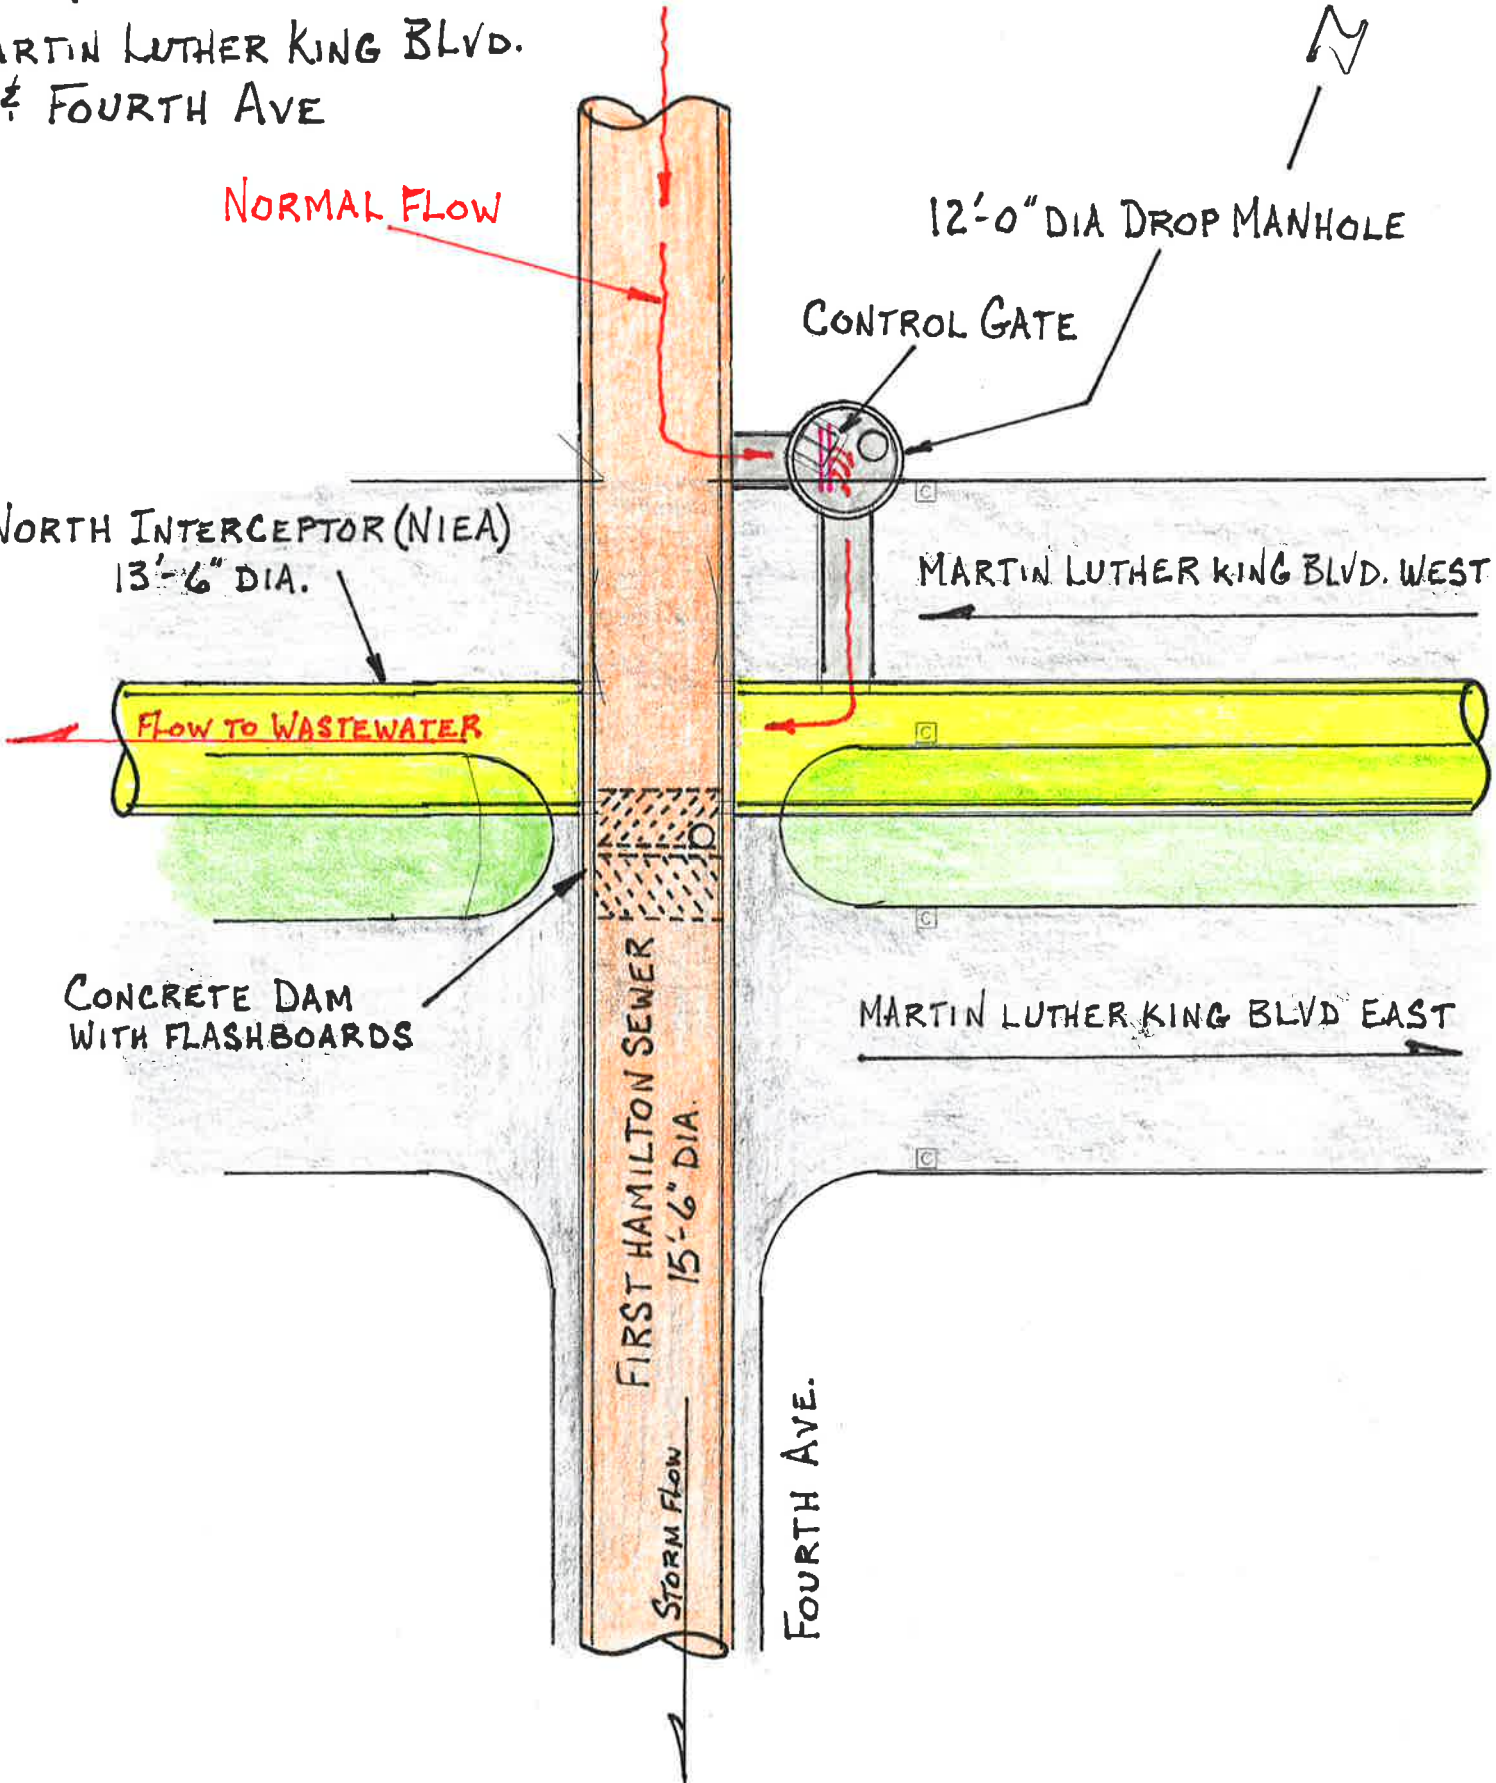 ARTIN LUTHER KING BLVD.
& FOURTH AVE
N
NORMAL FLOW
12'-0" DIA DROP MANHOLE
CONTROL GATE
NORTH INTERCEPTOR (NIEA)
13'-6" DIA.
MARTIN LUTHER KING BLVD. WEST
FLOW TO WASTEWATER
CONCRETE DAM
WITH FLASHBOARDS
MARTIN LUTHER KING BLVD EAST
FIRST HAMILTON SEWER
15'-6" DIA.
STORM FLOW
FOURTH AVE.
C
C
C
C